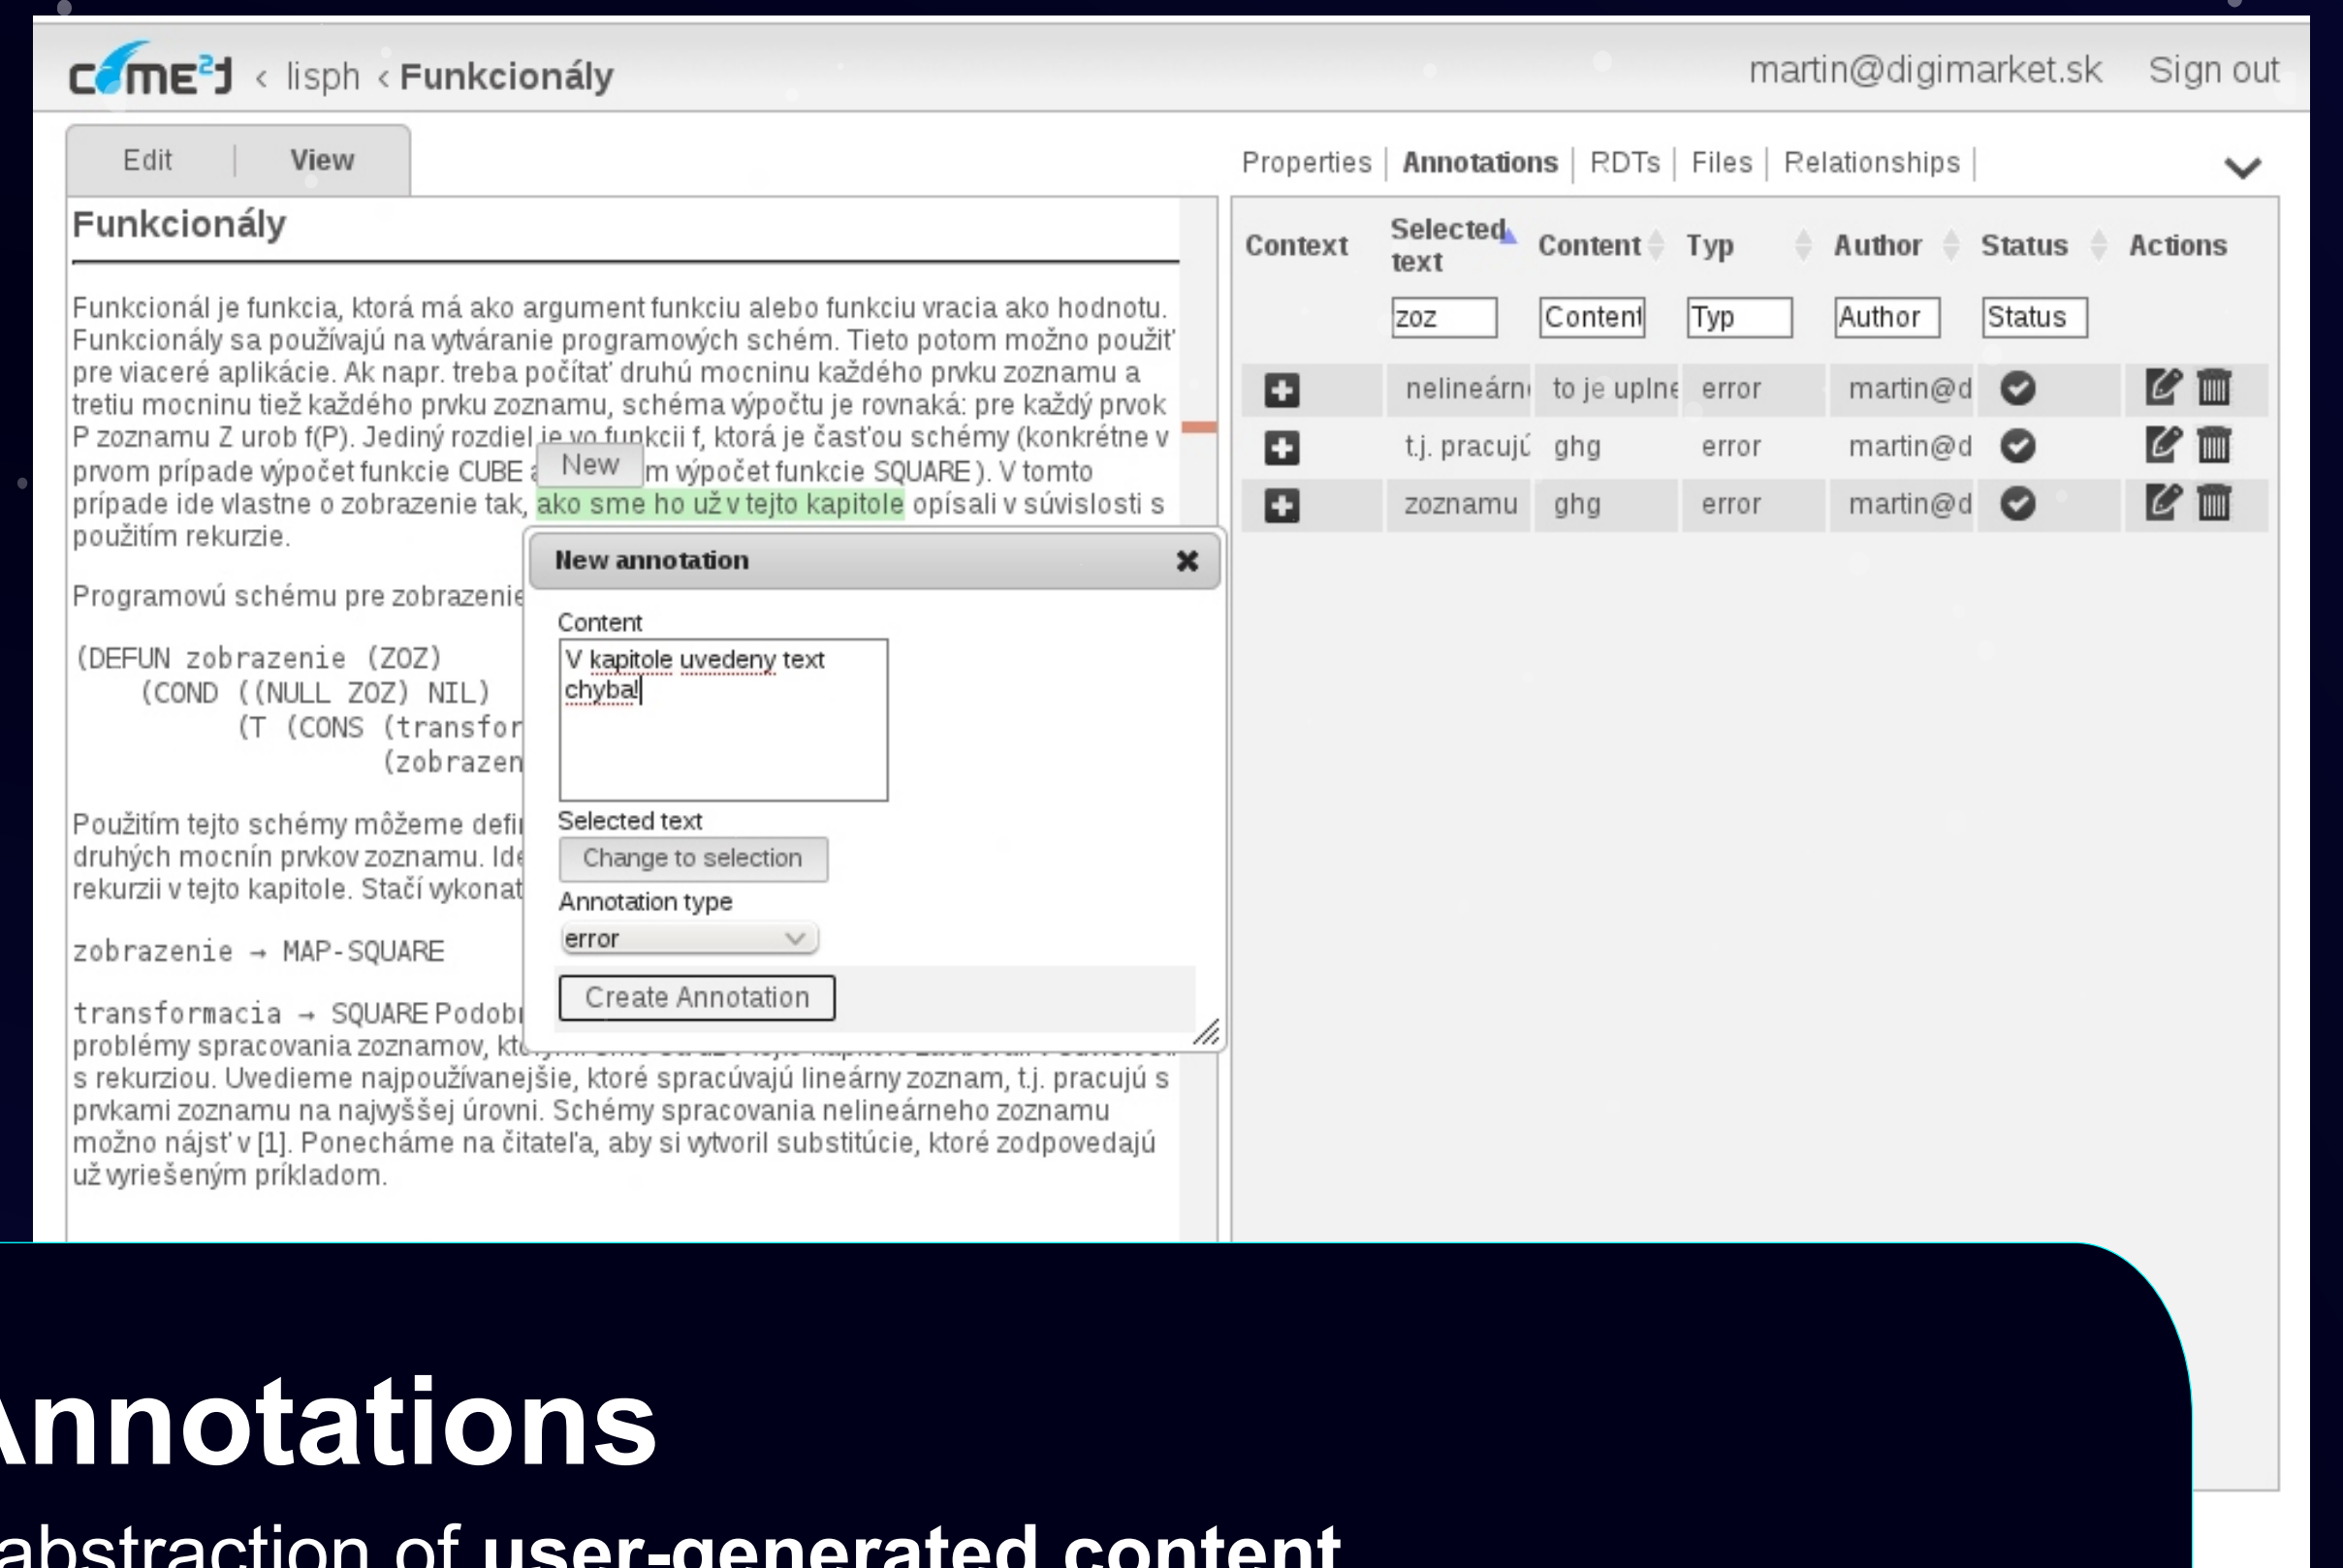 COME²T < lisph < Funkcionály
martin@digimarket.sk Sign out
Edit | View
Properties | Annotations | RDTs | Files | Relationships |
Funkcionály
Funkcionál je funkcia, ktorá má ako argument funkciu alebo funkciu vracia ako hodnotu.
Funkcionály sa používajú na vytváranie programových schém. Tieto potom možno použiť
pre viaceré aplikácie. Ak napr. treba počítať druhú mocninu každého prvku zoznamu a
tretiu mocninu tiež každého prvku zoznamu, schéma výpočtu je rovnaká: pre každý prvok
P zoznamu Z urob f(P). Jediný rozdiel je vo funkcii f, ktorá je časťou schémy (konkrétne v
prvom prípade výpočet funkcie CUBE a New m výpočet funkcie SQUARE ). V tomto
prípade ide vlastne o zobrazenie tak, ako sme ho už v tejto kapitole opísali v súvislosti s
použitím rekurzie.
Programovú schému pre zobrazenie
(DEFUN zobrazenie (ZOZ)
(COND ((NULL ZOZ) NIL)
(T (CONS (transfor
(zobrazen
Použitím tejto schémy môžeme defi
druhých mocnín prvkov zoznamu. Ide
rekurzii v tejto kapitole. Stačí vykonať
zobrazenie → MAP-SQUARE
transformacia → SQUARE Podob
problémy spracovania zoznamov,
s rekurziou. Uvedieme najpoužívanejšie, ktoré spracúvajú lineárny zoznam, t.j. pracujú s
prvkami zoznamu na najvyššej úrovni. Schémy spracovania nelineárneho zoznamu
možno nájsť v [1]. Ponecháme na čitateľa, aby si vytvoril substitúcie, ktoré zodpovedajú
už vyriešeným príkladom.
New annotation
Content
V kapitole uvedeny text
chyba!
Selected text
Change to selection
Annotation type
error
Create Annotation
Context Selected text Content Typ Author Status Actions
zoz Content Typ Author Status
nelineárn to je uplne error martin@d
t.j. pracujú ghg error martin@d
zoznamu ghg error martin@d
Annotations
abstraction of user-generated content